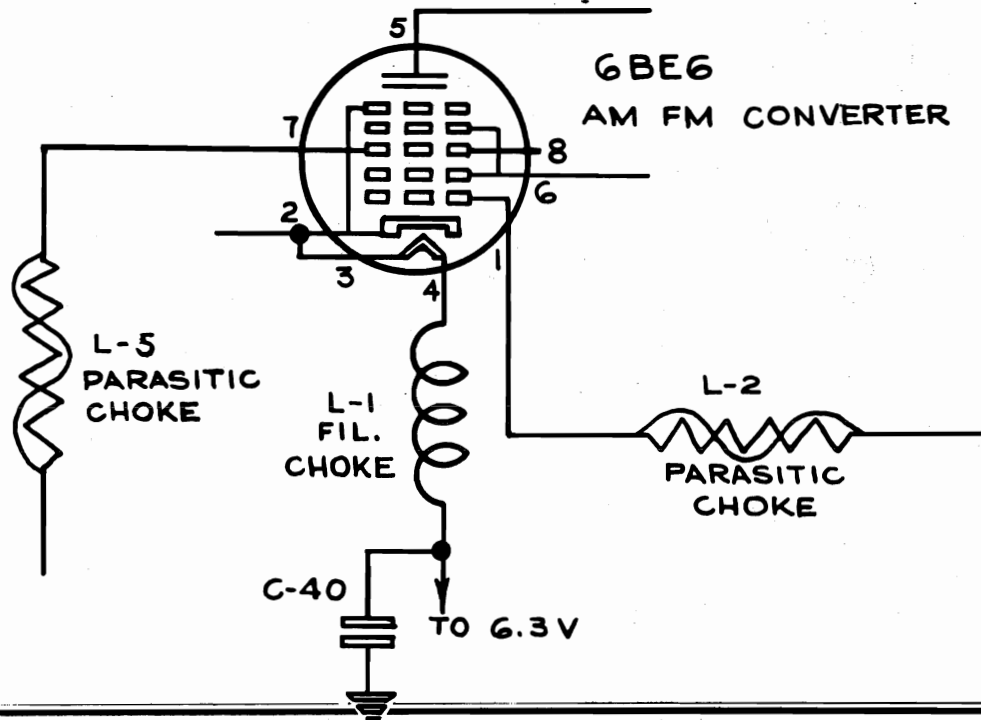 5
6BE6
AM FM CONVERTER
7
8
6
2
3
4
1
L-5
PARASITIC
CHOKE
L-1
FIL.
CHOKE
L-2
PARASITIC
CHOKE
C-40
TO 6.3V